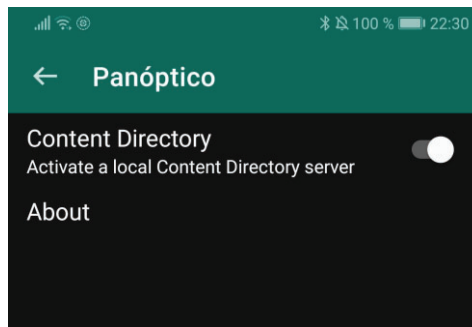 100 % 22:30
Panóptico
Content Directory
Activate a local Content Directory server
About